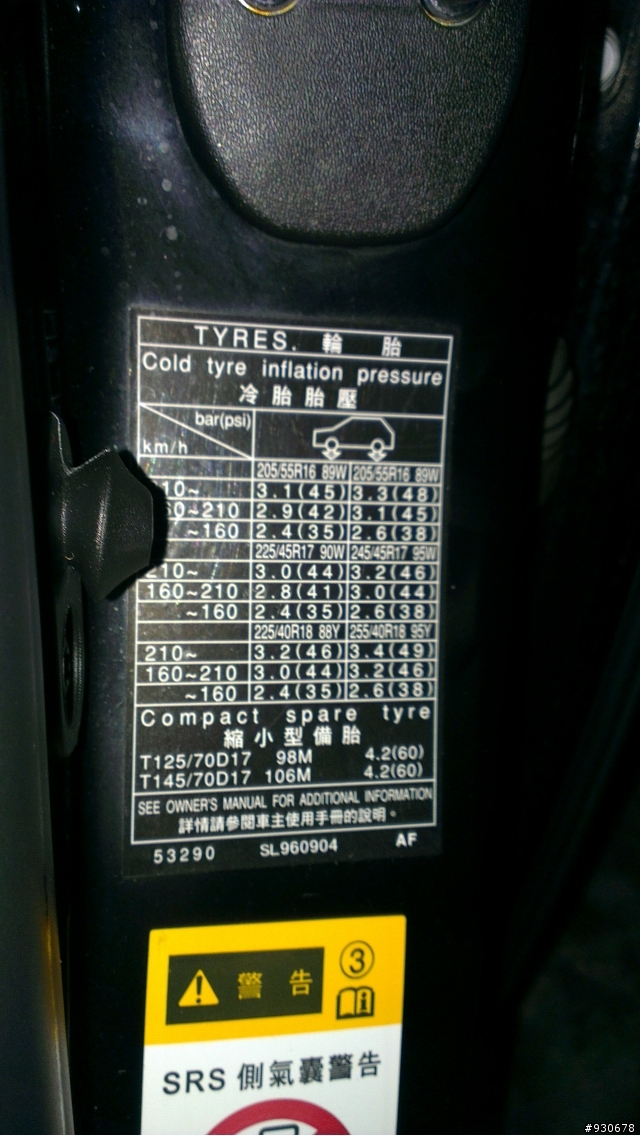 TYRES. 輪 胎
Cold tyre inflation pressure
冷胎胎壓
bar(psi)
km/h
205/55R16 89W 205/55R16 89W
10~ 3.1(45) 3.3(48)
0~210 2.9(42) 3.1(45)
~160 2.4(35) 2.6(38)
225/45R17 90W 245/45R17 95W
210~ 3.0(44) 3.2(46)
160~210 2.8(41) 3.0(44)
~160 2.4(35) 2.6(38)
225/40R18 88Y 255/40R18 95Y
210~ 3.2(46) 3.4(49)
160~210 3.0(44) 3.2(46)
~160 2.4(35) 2.6(38)
Compact spare tyre
縮小型備胎
T125/70D17 98M 4.2(60)
T145/70D17 106M 4.2(60)
SEE OWNER'S MANUAL FOR ADDITIONAL INFORMATION
詳情請參閱車主使用手冊的說明。
53290 SL960904 AF
警 告 3
SRS 側氣囊警告
#930678